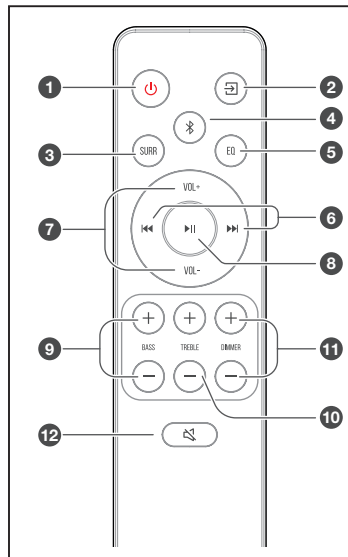 1
2
4
3
SURR
EQ
5
VOL+
6
7
8
VOL-
9
BASS
TREBLE
DIMMER
11
10
12